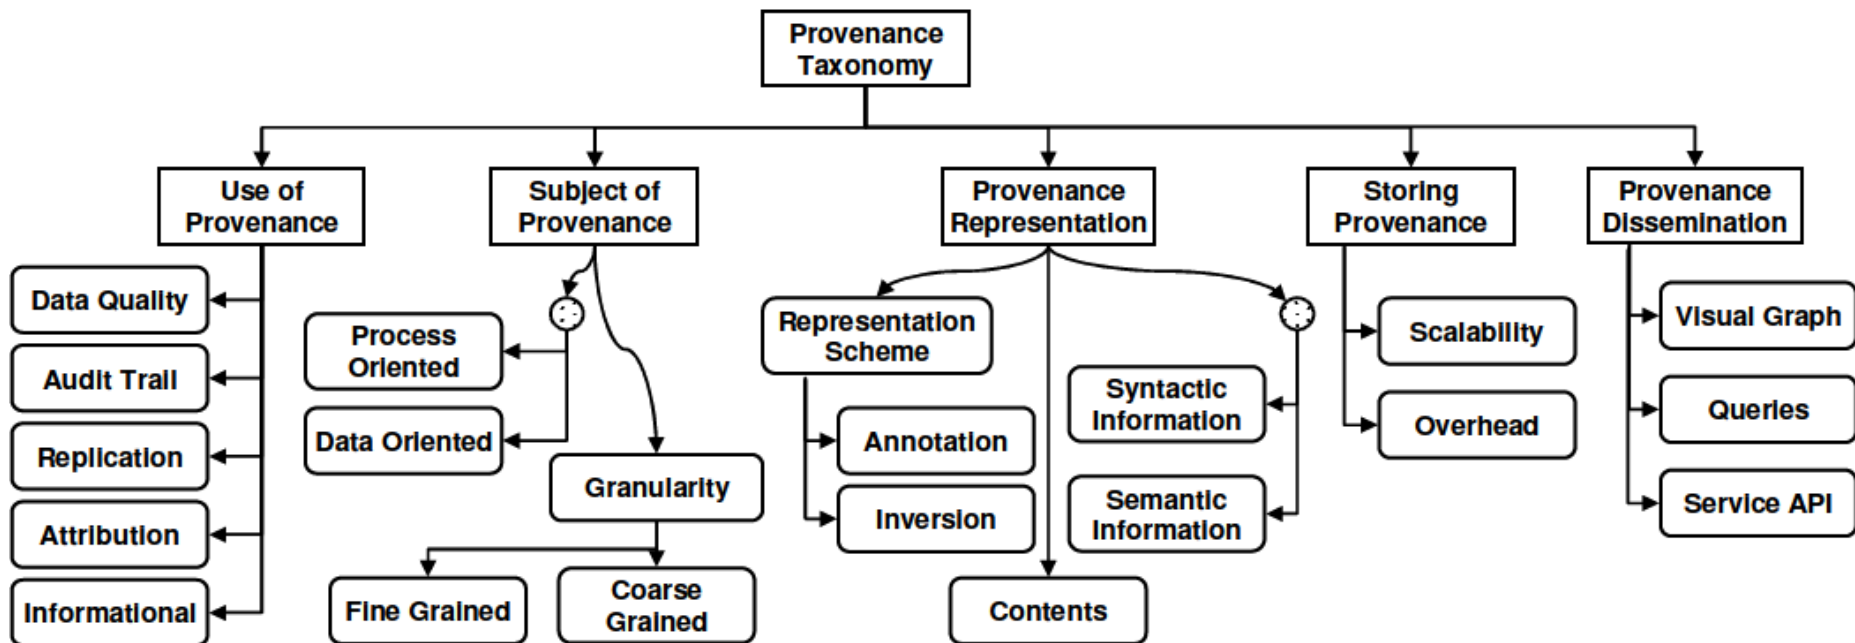 Provenance
Taxonomy
Use of
Provenance
Subject of
Provenance
Provenance
Representation
Storing
Provenance
Provenance
Dissemination
Data Quality
Audit Trail
Replication
Attribution
Informational
Process
Oriented
Data Oriented
Granularity
Fine Grained
Coarse
Grained
Representation
Scheme
Annotation
Inversion
Contents
Syntactic
Information
Semantic
Information
Scalability
Overhead
Visual Graph
Queries
Service API